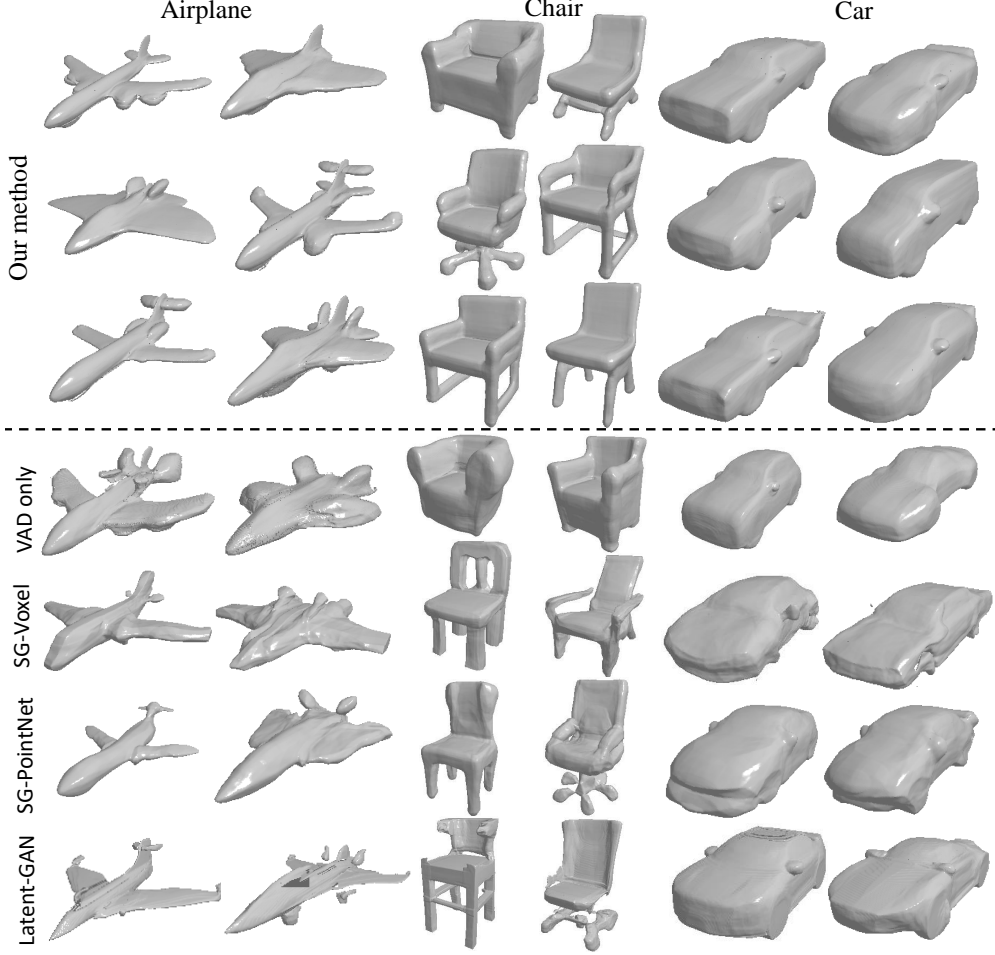 Airplane Chair Car
Our method
VAD only
SG-Voxel
SG-PointNet
Latent-GAN